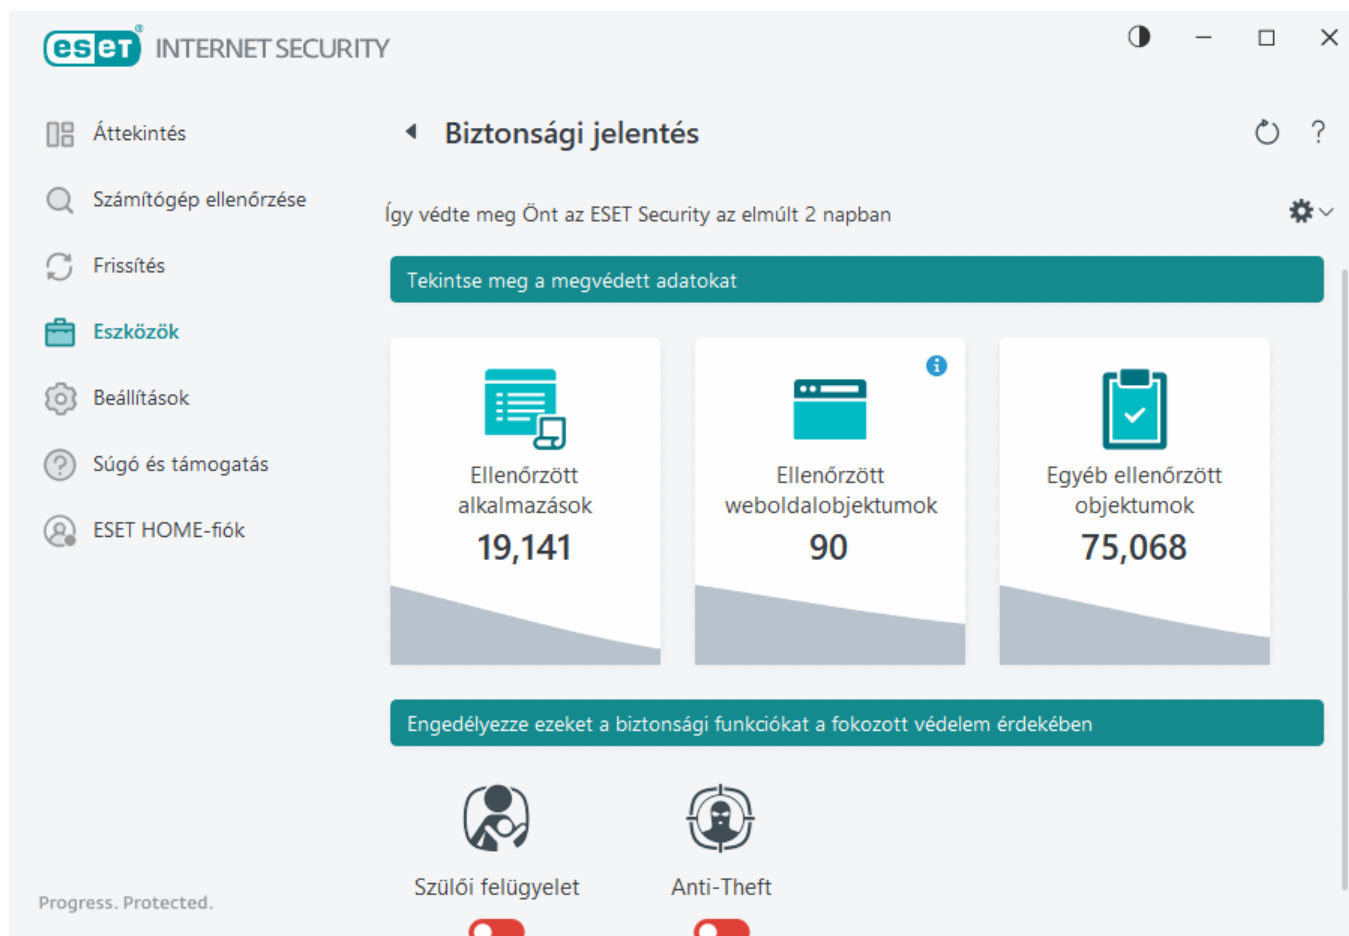 eset® INTERNET SECURITY
Áttekintés
Számítógép ellenőrzése
Frissítés
Eszközök
Beállítások
Súgó és támogatás
ESET HOME-fiók
Progress. Protected.
Biztonsági jelentés
?
Így védte meg Önt az ESET Security az elmúlt 2 napban
Tekintse meg a megvédett adatokat
Ellenőrzött
alkalmazások
19,141
Ellenőrzött
weboldalobjektumok
90
Egyéb ellenőrzött
objektumok
75,068
Engedélyezze ezeket a biztonsági funkciókat a fokozott védelem érdekében
Szülői felügyelet
Anti-Theft